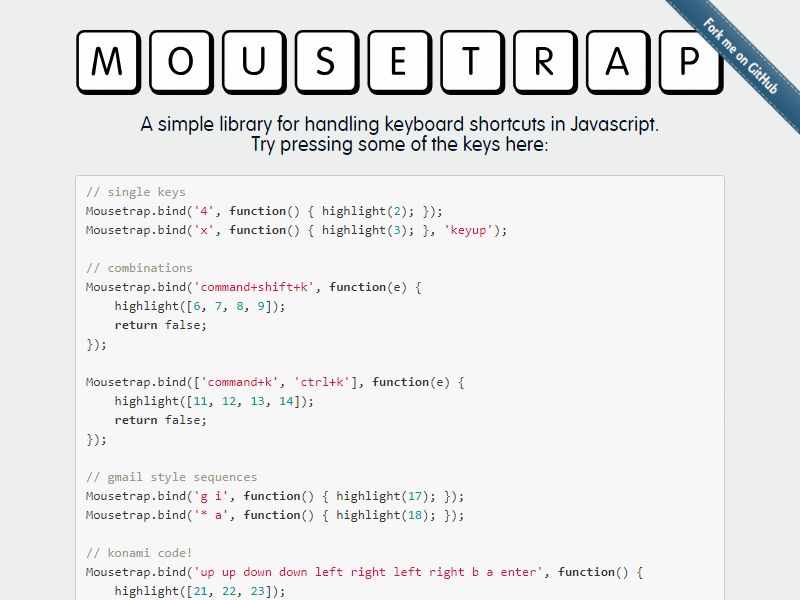 MOUSETRAP
Fork me on GitHub
A simple library for handling keyboard shortcuts in Javascript.
Try pressing some of the keys here:
// single keys
Mousetrap.bind('4', function() { highlight(2); });
Mousetrap.bind('x', function() { highlight(3); }, 'keyup');
// combinations
Mousetrap.bind('command+shift+k', function(e) {
    highlight([6, 7, 8, 9]);
    return false;
});
Mousetrap.bind(['command+k', 'ctrl+k'], function(e) {
    highlight([11, 12, 13, 14]);
    return false;
});
// gmail style sequences
Mousetrap.bind('g i', function() { highlight(17); });
Mousetrap.bind('* a', function() { highlight(18); });
// konami code!
Mousetrap.bind('up up down down left right left right b a enter', function() {
    highlight([21, 22, 23]);